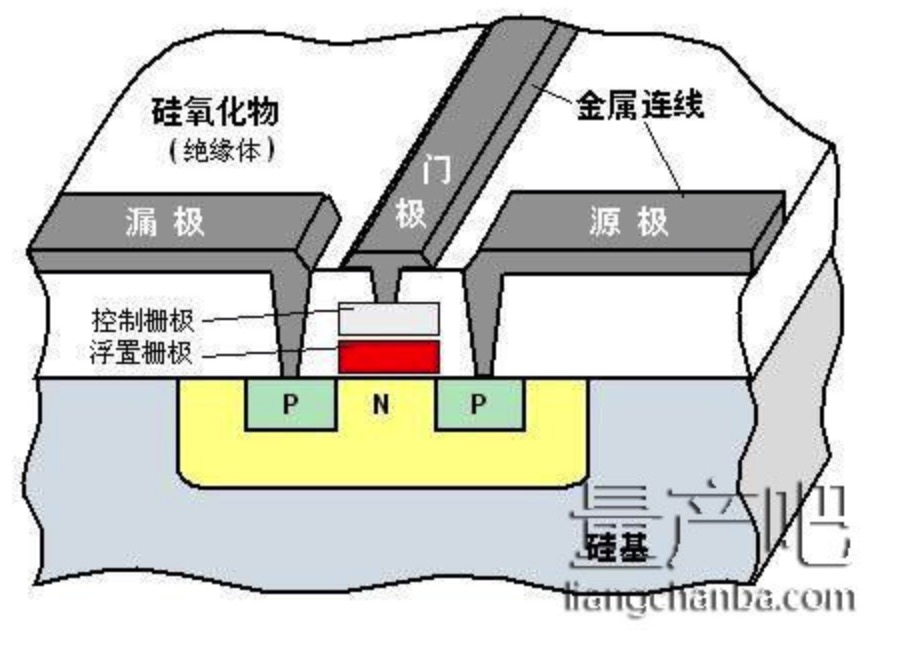 硅氧化物
(绝缘体)
金属连线
门
极
漏 极
源 极
控制栅极
浮置栅极
P
N
P
硅基
量产吧
liangchanba.com